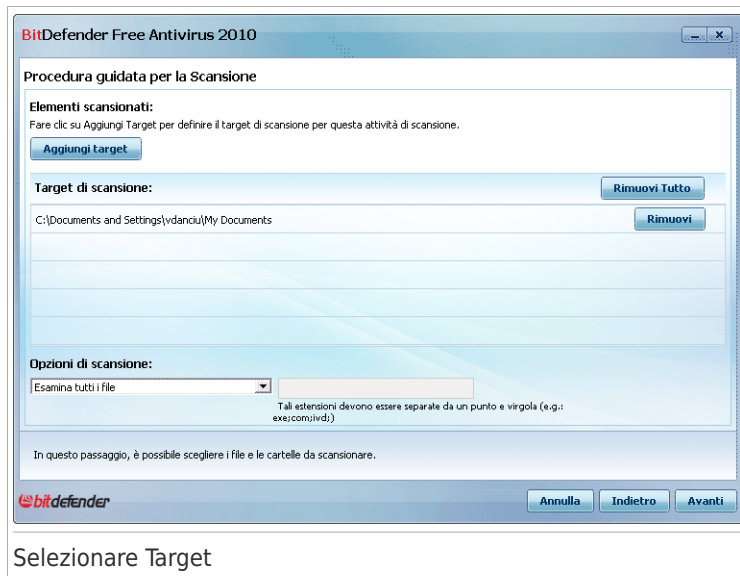 BitDefender Free Antivirus 2010
Procedura guidata per la Scansione
Elementi scansionati:
Fare clic su Aggiungi Target per definire il target di scansione per questa attività di scansione.
Aggiungi target
Target di scansione:
Rimuovi Tutto
C:\Documents and Settings\vdanciu\My Documents
Rimuovi
Opzioni di scansione:
Esamina tutti i file
Tali estensioni devono essere separate da un punto e virgola (e.g.:
exe;com;ivd;)
In questo passaggio, è possibile scegliere i file e le cartelle da scansionare.
bitdefender
Annulla
Indietro
Avanti
Selezionare Target